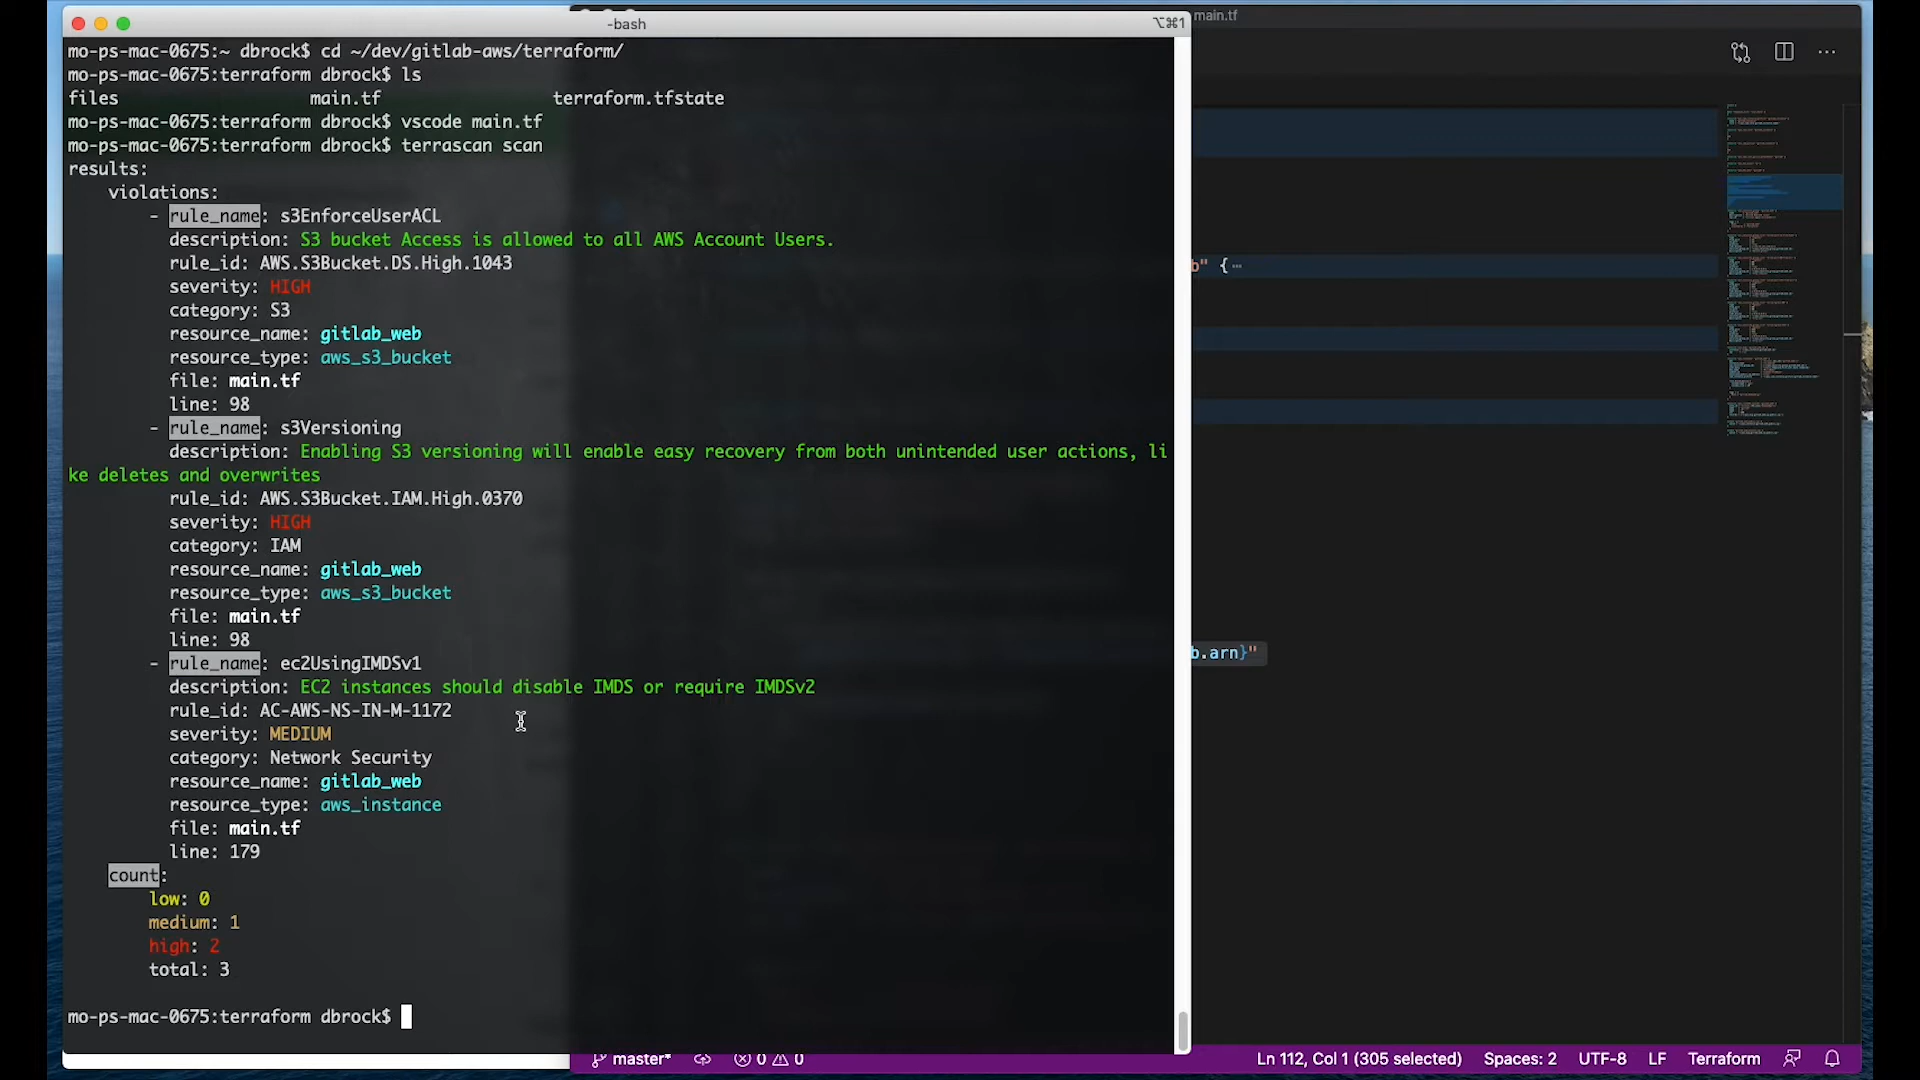 -bash
⌥⌘1
main.tf
mo-ps-mac-0675:~ dbrock$ cd ~/dev/gitlab-aws/terraform/
mo-ps-mac-0675:terraform dbrock$ ls
files main.tf terraform.tfstate
mo-ps-mac-0675:terraform dbrock$ vscode main.tf
mo-ps-mac-0675:terraform dbrock$ terrascan scan
results:
violations:
- rule_name: s3EnforceUserACL
description: S3 bucket Access is allowed to all AWS Account Users.
rule_id: AWS.S3Bucket.DS.High.1043
severity: HIGH
category: S3
resource_name: gitlab_web
resource_type: aws_s3_bucket
file: main.tf
line: 98
- rule_name: s3Versioning
description: Enabling S3 versioning will enable easy recovery from both unintended user actions, li
ke deletes and overwrites
rule_id: AWS.S3Bucket.IAM.High.0370
severity: HIGH
category: IAM
resource_name: gitlab_web
resource_type: aws_s3_bucket
file: main.tf
line: 98
- rule_name: ec2UsingIMDSv1
description: EC2 instances should disable IMDS or require IMDSv2
rule_id: AC-AWS-NS-IN-M-1172
severity: MEDIUM
category: Network Security
resource_name: gitlab_web
resource_type: aws_instance
file: main.tf
line: 179
count:
low: 0
medium: 1
high: 2
total: 3
mo-ps-mac-0675:terraform dbrock$
b" {…
b.arn}"
master* 0 0 Ln 112, Col 1 (305 selected) Spaces: 2 UTF-8 LF Terraform